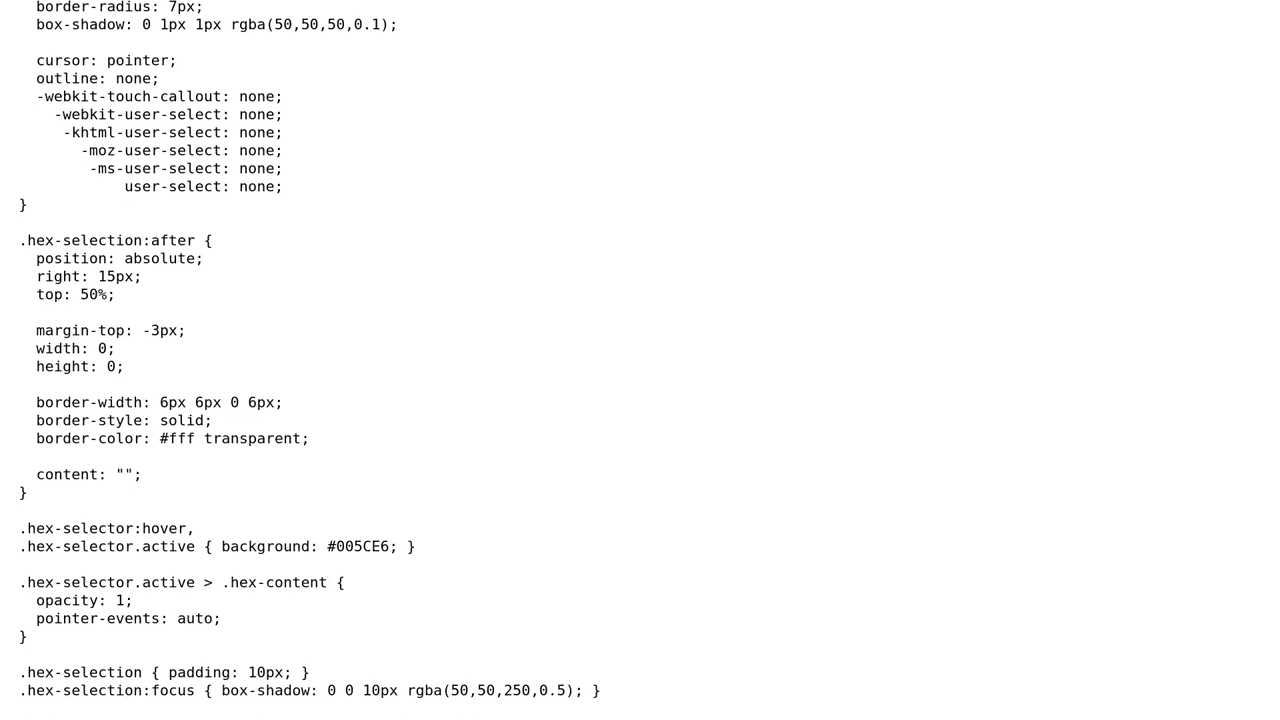 border-radius: 7px;
box-shadow: 0 1px 1px rgba(50,50,50,0.1);
cursor: pointer;
outline: none;
-webkit-touch-callout: none;
-webkit-user-select: none;
-khtml-user-select: none;
-moz-user-select: none;
-ms-user-select: none;
user-select: none;
}
.hex-selection:after {
position: absolute;
right: 15px;
top: 50%;
margin-top: -3px;
width: 0;
height: 0;
border-width: 6px 6px 0 6px;
border-style: solid;
border-color: #fff transparent;
content: "";
}
.hex-selector:hover,
.hex-selector.active { background: #005CE6; }
.hex-selector.active > .hex-content {
opacity: 1;
pointer-events: auto;
}
.hex-selection { padding: 10px; }
.hex-selection:focus { box-shadow: 0 0 10px rgba(50,50,250,0.5); }